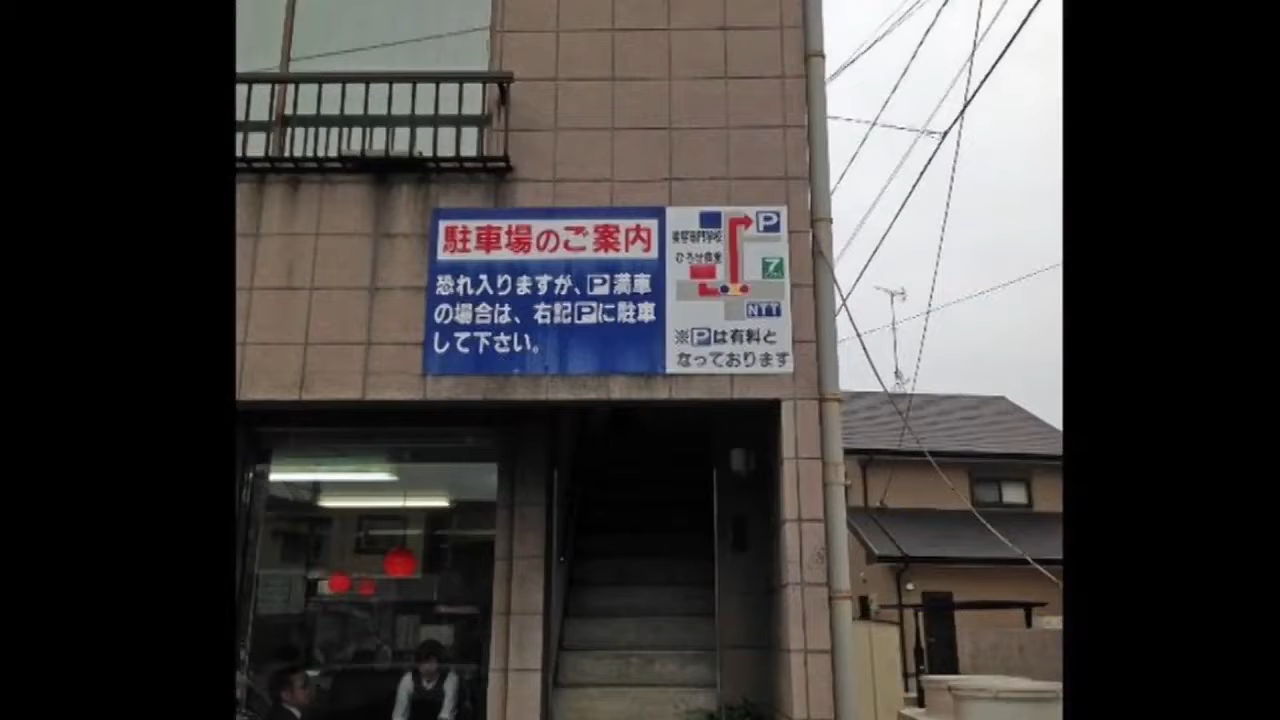 駐車場のご案内
恐れ入りますが、P満車
の場合は、右記Pに駐車
して下さい。
P
7
NTT
※Pは有料と
なっております